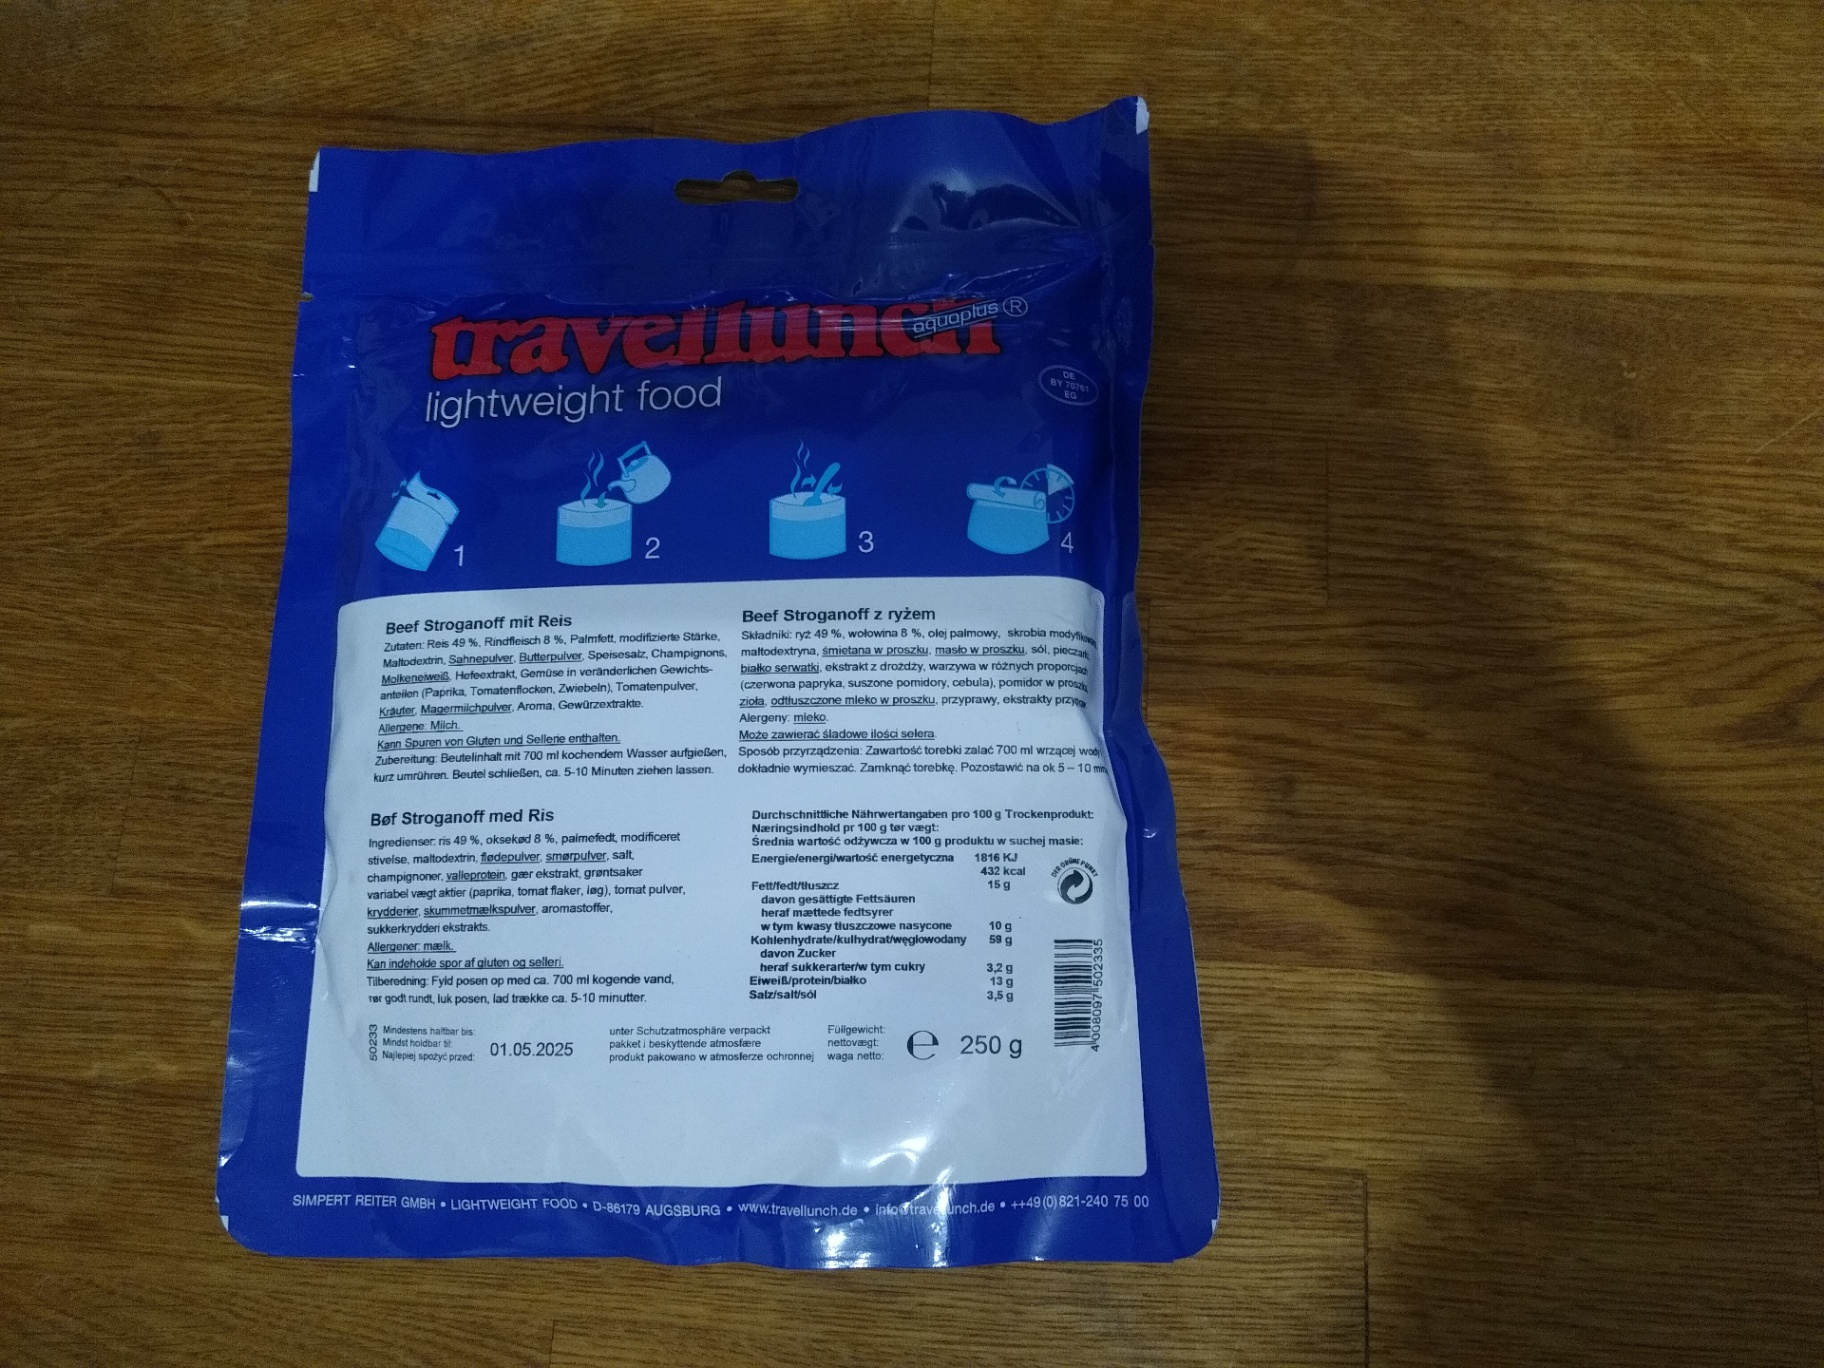 travellunch
aquaplus ®
lightweight food
DE
BY 70761
EG
1
2
3
4
Beef Stroganoff mit Reis
Zutaten: Reis 49 %, Rindfleisch 8 %, Palmfett, modifizierte Stärke,
Maltodextrin, Sahnepulver, Butterpulver, Speisesalz, Champignons,
Molkeneiweiß, Hefeextrakt, Gemüse in veränderlichen Gewichts-
anteilen (Paprika, Tomatenflocken, Zwiebeln), Tomatenpulver,
Kräuter, Magermilchpulver, Aroma, Gewürzextrakte.
Allergene: Milch.
Kann Spuren von Gluten und Sellerie enthalten.
Zubereitung: Beutelinhalt mit 700 ml kochendem Wasser aufgießen,
kurz umrühren. Beutel schließen, ca. 5-10 Minuten ziehen lassen.
Beef Stroganoff z ryżem
Składniki: ryż 49 %, wołowina 8 %, olej palmowy, skrobia
maltodextryna, śmietana w proszku, masło w proszku, sól,
białko serwatki, ekstrakt z drożdży, warzywa w różnych proporcjach
(czerwona papryka, suszone pomidory, cebula), pomidor w proszku,
zioła, odtłuszczone mleko w proszku, przyprawy, ekstrakty
Alergeny: mleko.
Może zawierać śladowe ilości selera.
Sposób przyrządzenia: Zawartość torebki zalać 700 ml wrzącej wody
dokładnie wymieszać. Zamknąć torebkę. Pozostawić na ok 5 – 10
Bøf Stroganoff med Ris
Ingredienser: ris 49 %, oksekød 8 %, palmefedt, modificeret
stivelse, maltodextrin, flødepulver, smørpulver, salt,
champignoner, valleprotein, gær ekstrakt, grøntsaker
variabel vægt aktier (paprika, tomat flaker, løg), tomat pulver,
krydderier, skummetmælkspulver, aromastoffer,
sukkerkrydderi ekstrakts.
Allergener: mælk.
Kan indeholde spor af gluten og selleri.
Tilberedning: Fyld posen op med ca. 700 ml kogende vand,
rør godt rundt, luk posen, lad trække ca. 5-10 minutter.
Durchschnittliche Nährwertangaben pro 100 g Trockenprodukt:
Næringsindhold pr 100 g tør vægt:
Średnia wartość odżywcza w 100 g produktu w suchej masie:
Energie/energi/wartość energetyczna 1816 KJ
432 kcal
Fett/fedt/tłuszcz 15 g
davon gesättigte Fettsäuren
heraf mættede fedtsyrer
w tym kwasy tłuszczowe nasycone 10 g
Kohlenhydrate/kulhydrat/węglowodany 59 g
davon Zucker
heraf sukkerarter/w tym cukry 3,2 g
Eiweiß/protein/białko 13 g
Salz/salt/sól 3,5 g
DER GRÜNE PUNKT
4 008097 502335
50233
Mindestens haltbar bis:
Mindst holdbar til:
Najlepiej spożyć przed:
01.05.2025
unter Schutzatmosphäre verpackt
pakket i beskyttende atmosfære
produkt pakowano w atmosferze ochronnej
Füllgewicht:
nettovægt:
waga netto:
e 250 g
SIMPERT REITER GMBH • LIGHTWEIGHT FOOD • D-86179 AUGSBURG • www.travellunch.de • info@travellunch.de • ++49(0)821-240 75 00